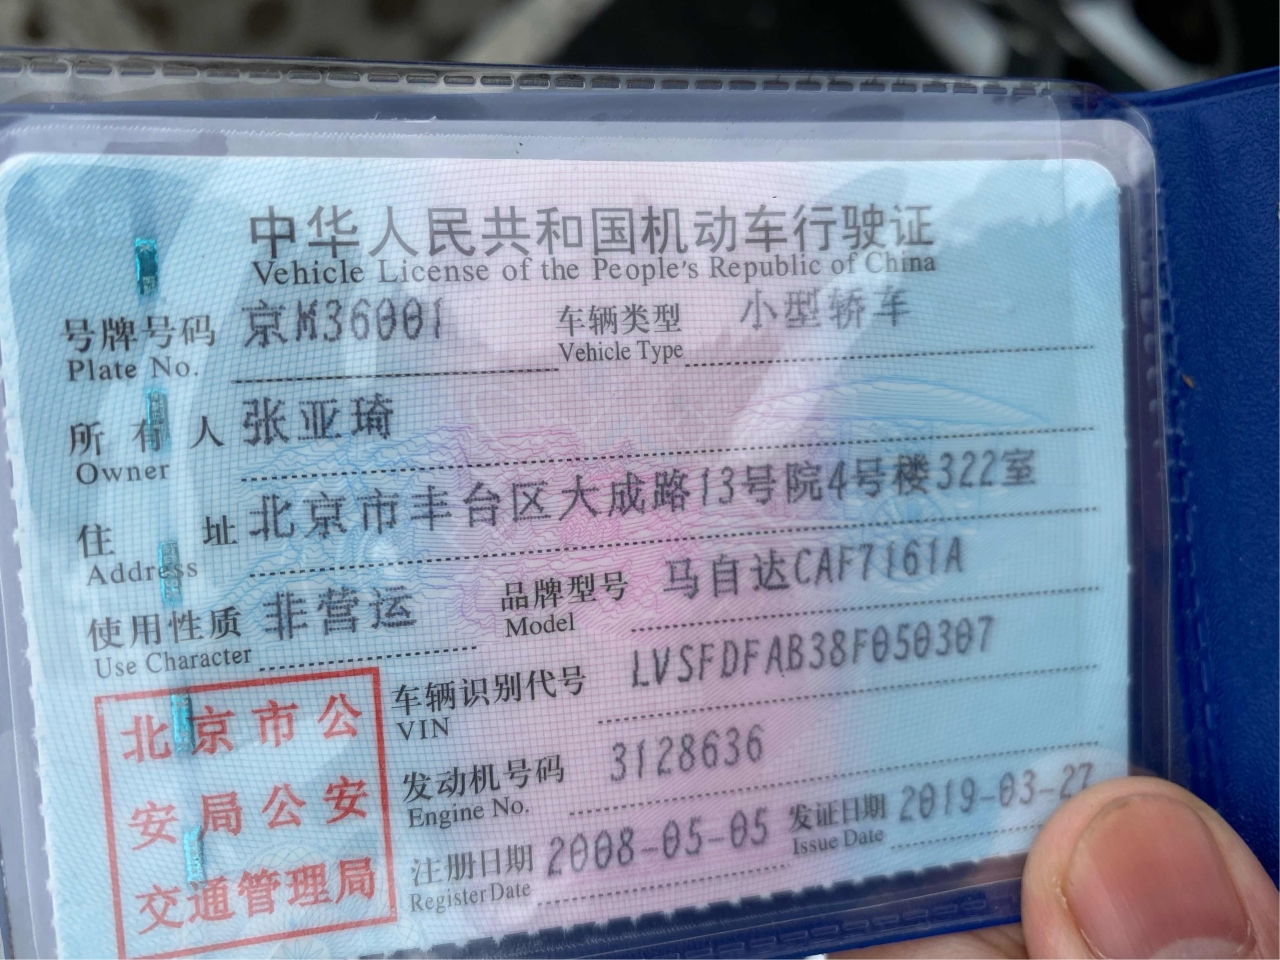 中华人民共和国机动车行驶证
Vehicle License of the People's Republic of China
号牌号码 京M36001 车辆类型 小型轿车
Plate No. Vehicle Type
所有人 张亚琦
Owner
住址 北京市丰台区大成路13号院4号楼322室
Address
使用性质 非营运 品牌型号 马自达CAF7161A
Use Character Model
车辆识别代号 LVSFDFAB38F050307
VIN
发动机号码 3128636
Engine No.
注册日期 2008-05-05 发证日期 2019-03-27
Register Date Issue Date
北京市公
安局公安
交通管理局